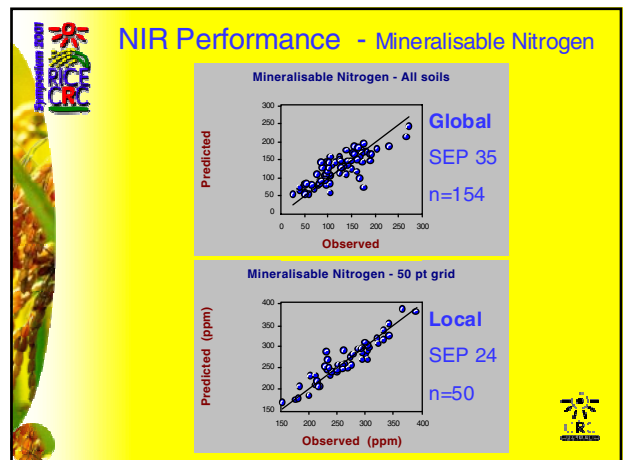 Symposium 2001
RICE
CRC
NIR Performance - Mineralisable Nitrogen
Mineralisable Nitrogen - All soils
Predicted
300
250
200
150
100
50
0
0 50 100 150 200 250 300
Observed
Global
SEP 35
n=154
Mineralisable Nitrogen - 50 pt grid
Predicted (ppm)
400
350
300
250
200
150
150 200 250 300 350 400
Observed (ppm)
Local
SEP 24
n=50